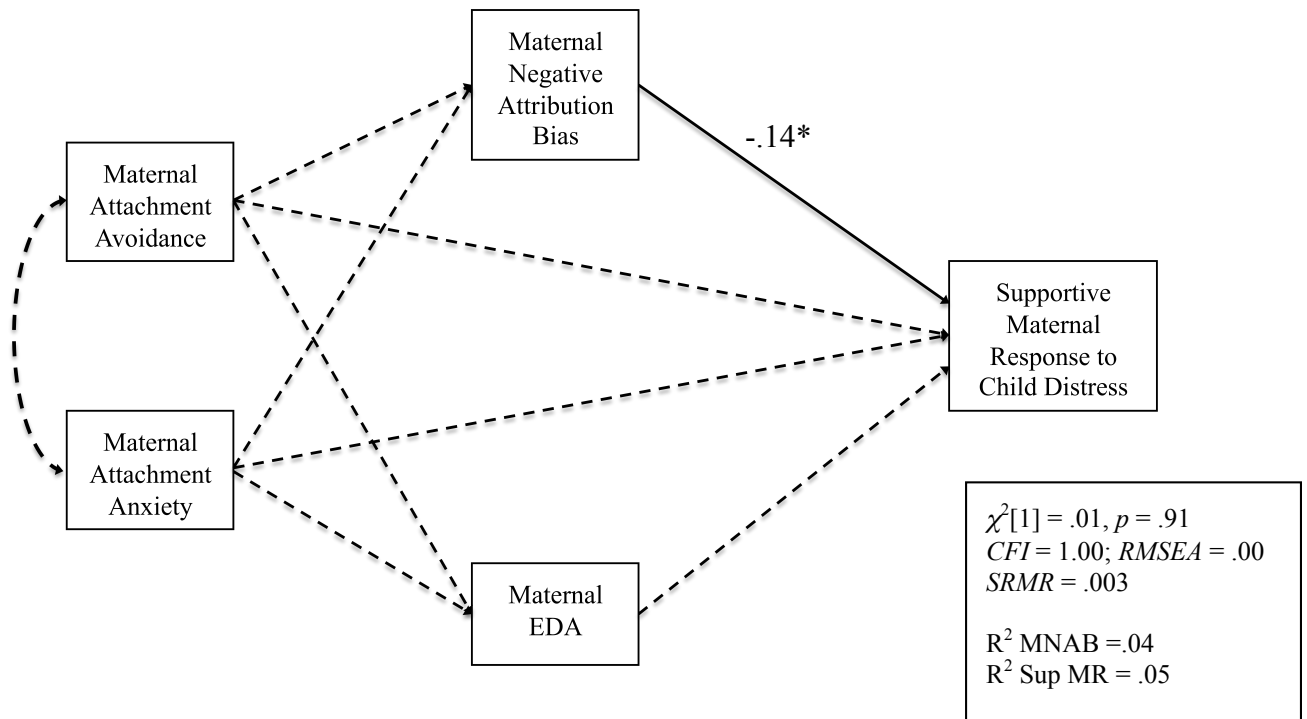 Maternal
Negative
Attribution
Bias
-.14*
Maternal
Attachment
Avoidance
Supportive
Maternal
Response to
Child Distress
Maternal
Attachment
Anxiety
Maternal
EDA
χ²[1] = .01, p = .91
CFI = 1.00; RMSEA = .00
SRMR = .003
R² MNAB =.04
R² Sup MR = .05